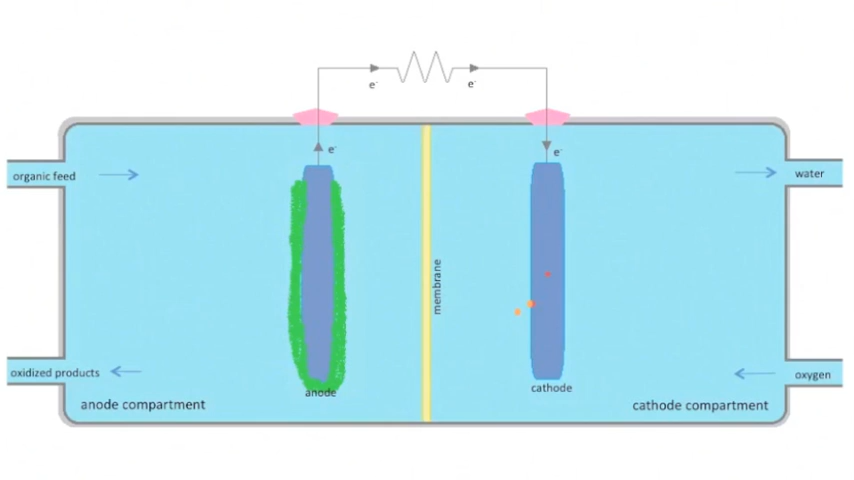 e⁻
e⁻
e⁻
e⁻
organic feed
water
membrane
oxidized products
oxygen
anode
cathode
anode compartment
cathode compartment